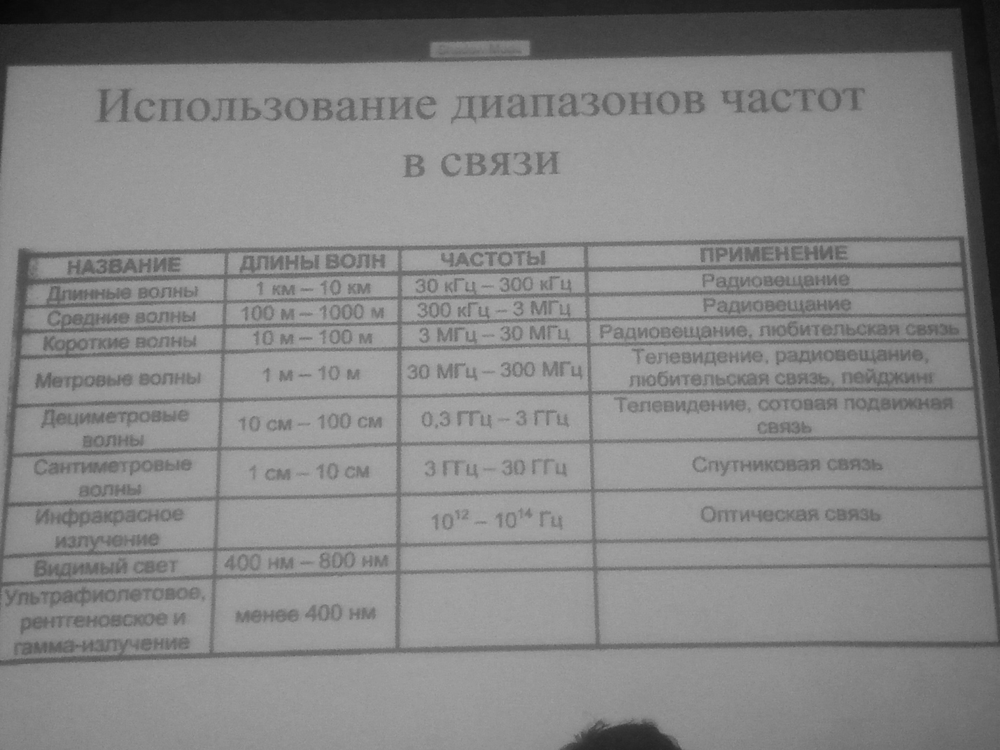 Использование диапазонов частот
в связи
НАЗВАНИЕ ДЛИНЫ ВОЛН ЧАСТОТЫ ПРИМЕНЕНИЕ
Длинные волны 1 км – 10 км 30 кГц – 300 кГц Радиовещание
Средние волны 100 м – 1000 м 300 кГц – 3 МГц Радиовещание
Короткие волны 10 м – 100 м 3 МГц – 30 МГц Радиовещание, любительская связь
Метровые волны 1 м – 10 м 30 МГц – 300 МГц Телевидение, радиовещание,
любительская связь, пейджинг
Дециметровые
волны 10 см – 100 см 0,3 ГГц – 3 ГГц Телевидение, сотовая подвижная
связь
Сантиметровые
волны 1 см – 10 см 3 ГГц – 30 ГГц Спутниковая связь
Инфракрасное
излучение 10¹² – 10¹⁴ Гц Оптическая связь
Видимый свет 400 нм – 800 нм
Ультрафиолетовое,
рентгеновское и
гамма-излучение менее 400 нм